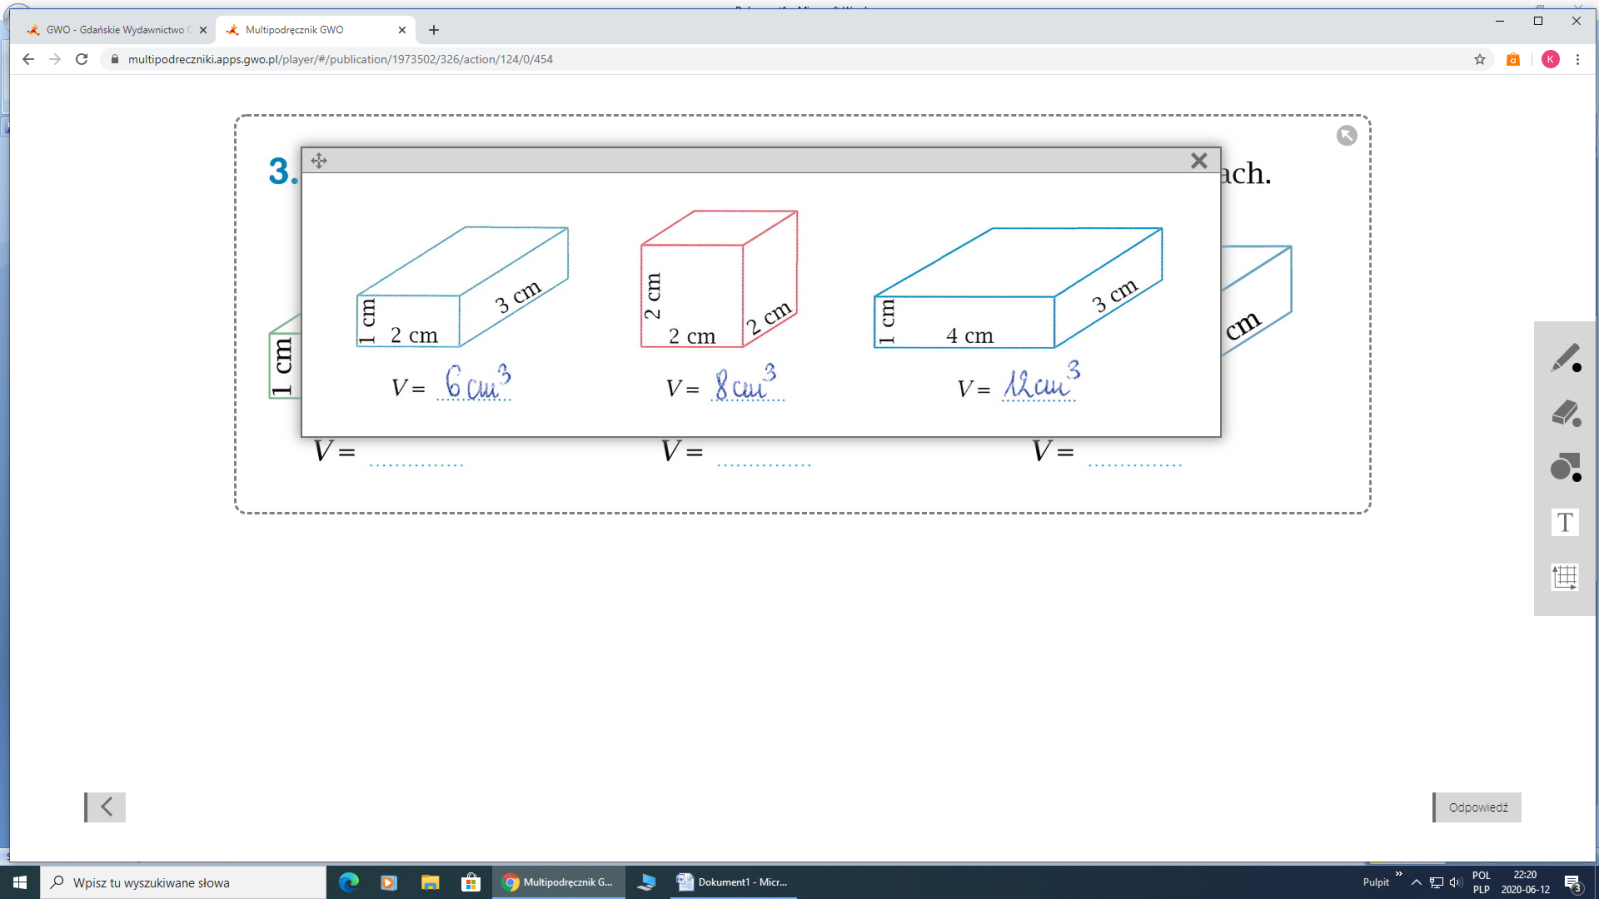 GWO - Gdańskie Wydawnictwo O
Multipodręcznik GWO
multipodreczniki.apps.gwo.pl/player/#/publication/1973502/326/action/124/0/454
K
3.
ach.
1 cm
2 cm
3 cm
2 cm
2 cm
2 cm
1 cm
4 cm
3 cm
1 cm
cm
V = 6 cm³
V = 8 cm³
V = 12 cm³
V =
V =
V =
T
Odpowiedź
Wpisz tu wyszukiwane słowa
Multipodręcznik G...
Dokument1 - Micr...
Pulpit
POL
PLP
22:20
2020-06-12
3